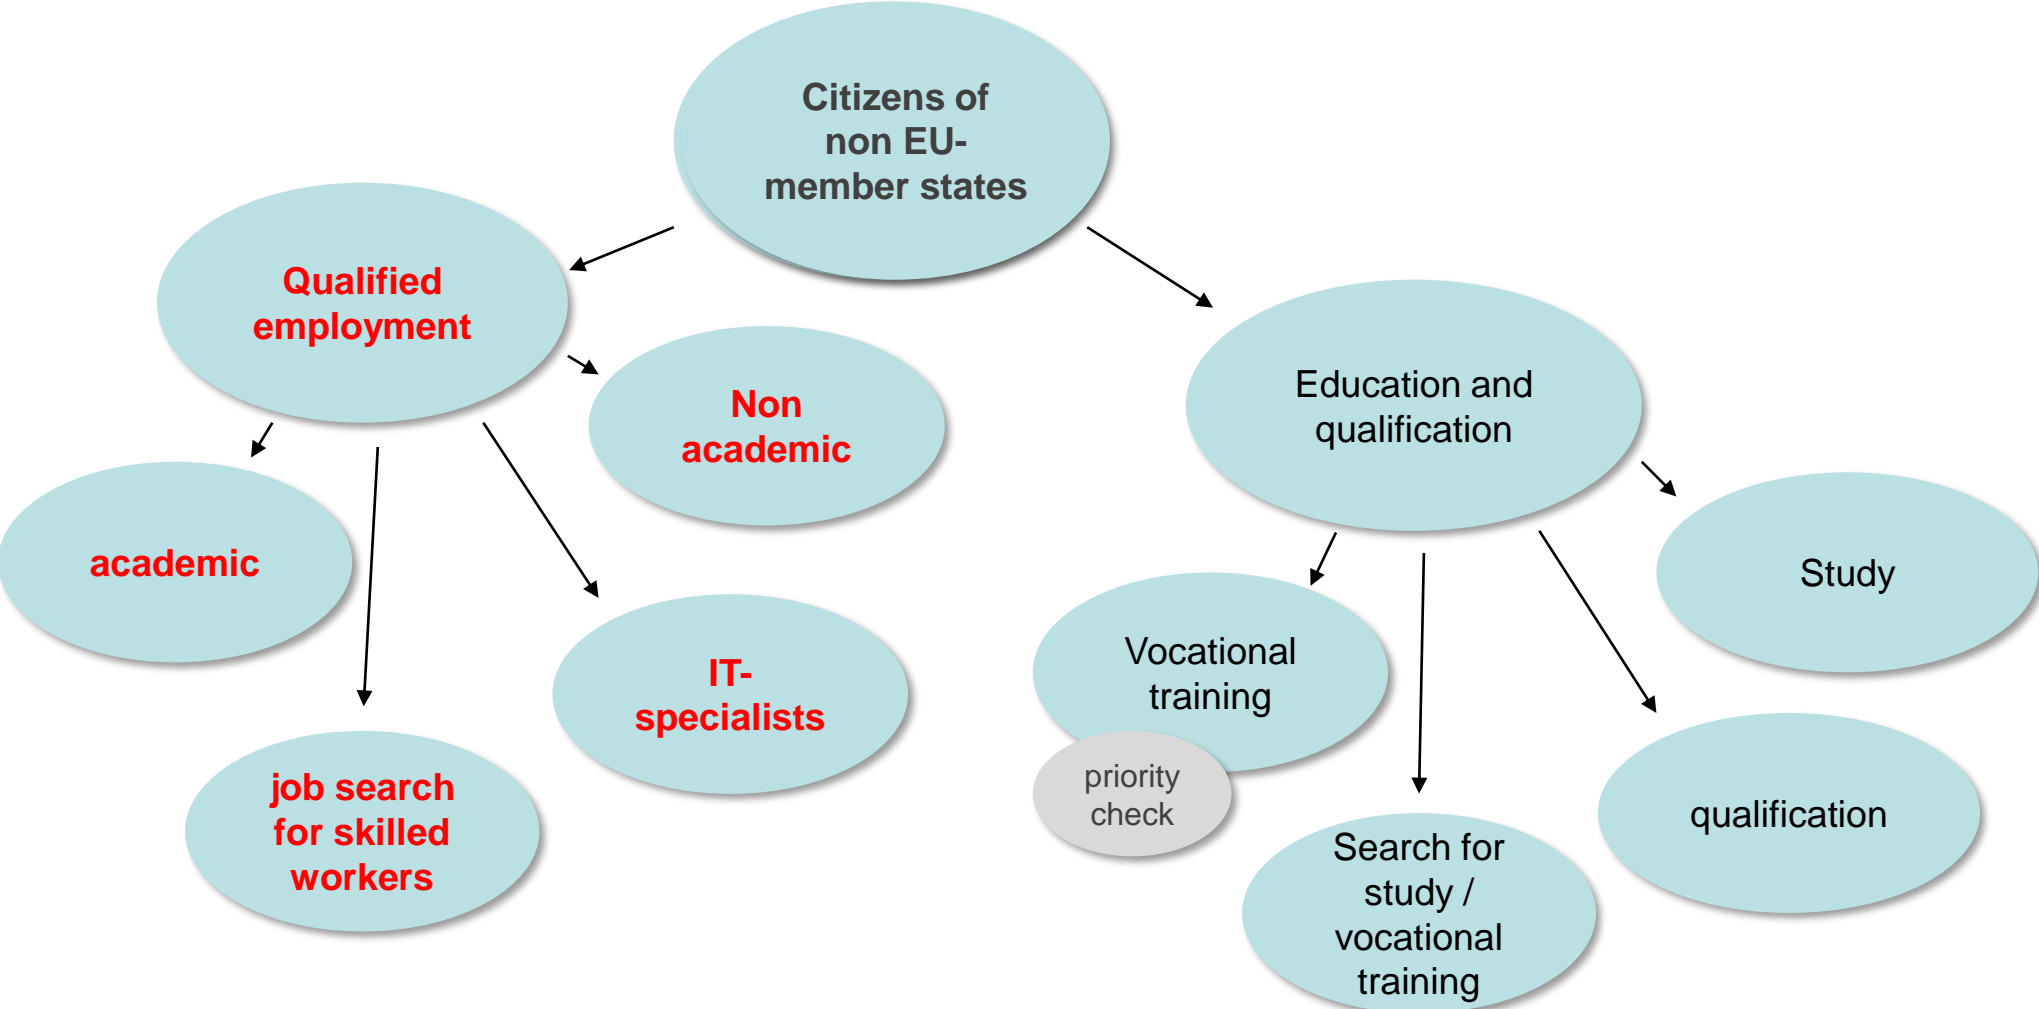 Citizens of
non EU-
member states
Qualified
employment
Non
academic
academic
IT-
specialists
job search
for skilled
workers
Education and
qualification
Study
Vocational
training
priority
check
qualification
Search for
study /
vocational
training